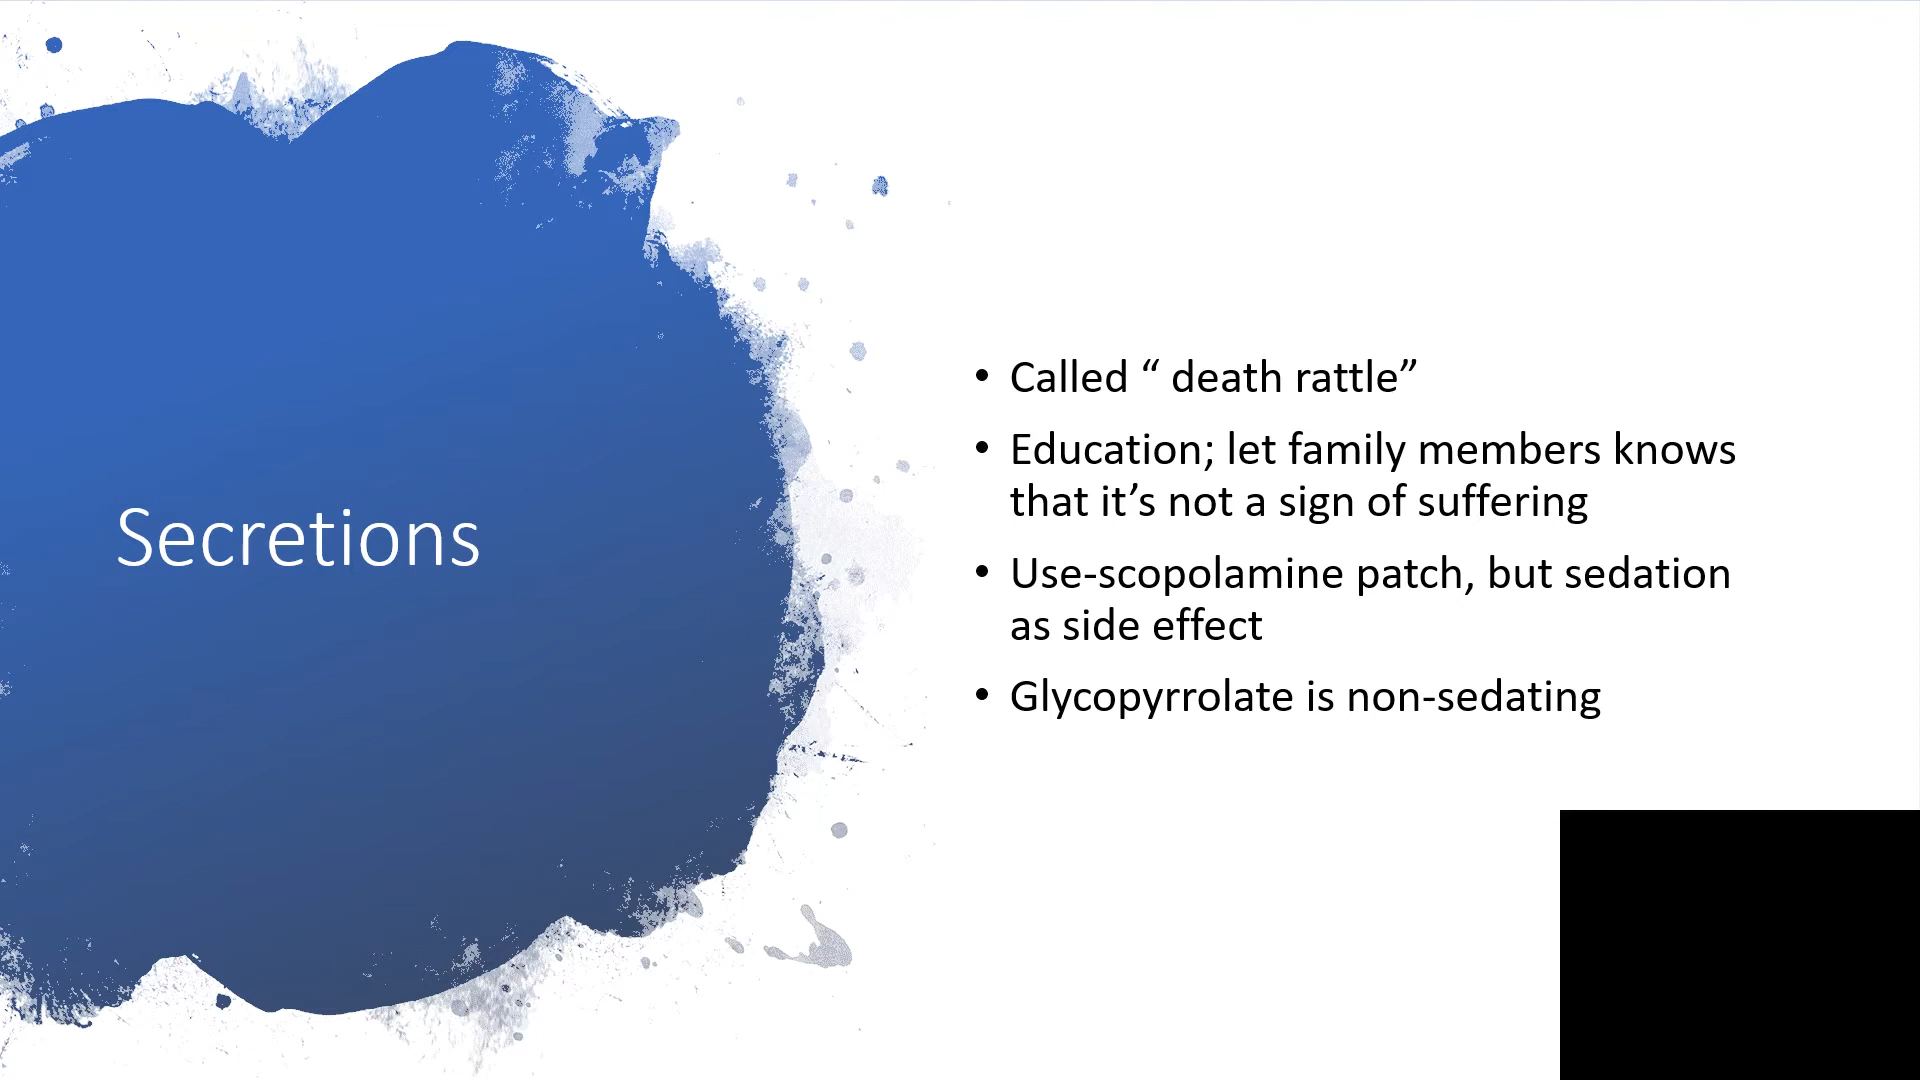 Secretions
• Called “ death rattle”
• Education; let family members knows
that it’s not a sign of suffering
• Use-scopolamine patch, but sedation
as side effect
• Glycopyrrolate is non-sedating